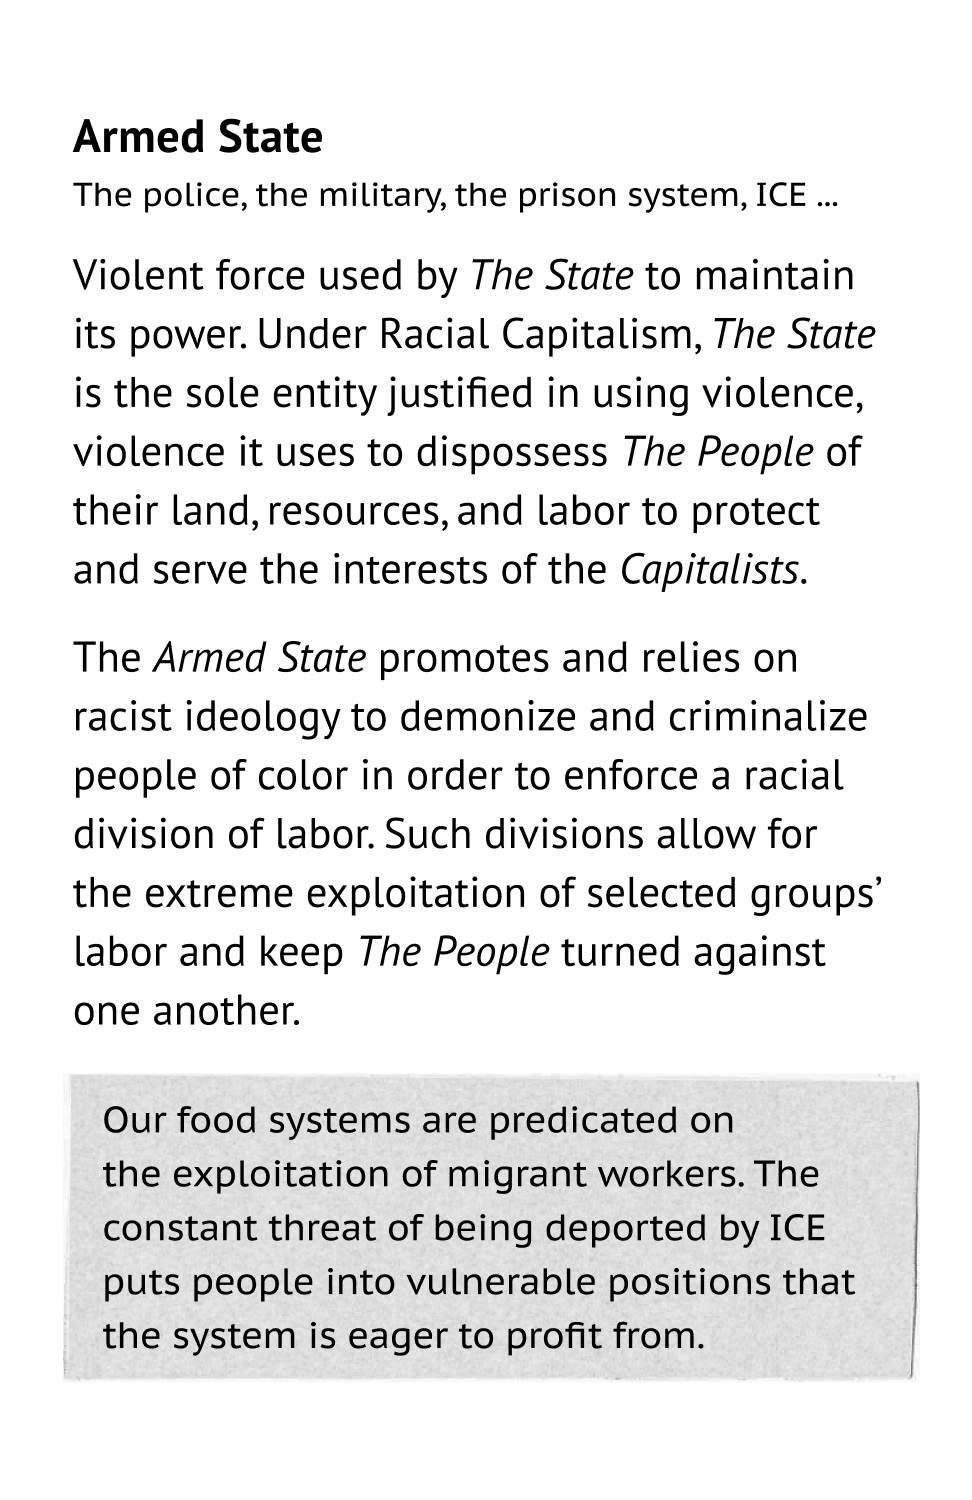 Armed State
The police, the military, the prison system, ICE ...
Violent force used by The State to maintain
its power. Under Racial Capitalism, The State
is the sole entity justified in using violence,
violence it uses to dispossess The People of
their land, resources, and labor to protect
and serve the interests of the Capitalists.
The Armed State promotes and relies on
racist ideology to demonize and criminalize
people of color in order to enforce a racial
division of labor. Such divisions allow for
the extreme exploitation of selected groups’
labor and keep The People turned against
one another.
Our food systems are predicated on
the exploitation of migrant workers. The
constant threat of being deported by ICE
puts people into vulnerable positions that
the system is eager to profit from.